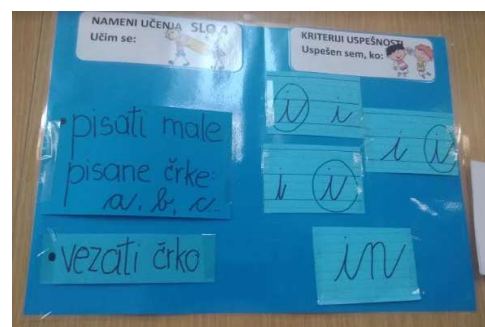 NAMENI UČENJA SLO 4
Učim se:
• pisati male
pisane črke:
a, b, c...
• vezati črko
KRITERIJI USPEŠNOSTI
Uspešen sem, ko:
i i
i i
i i
in